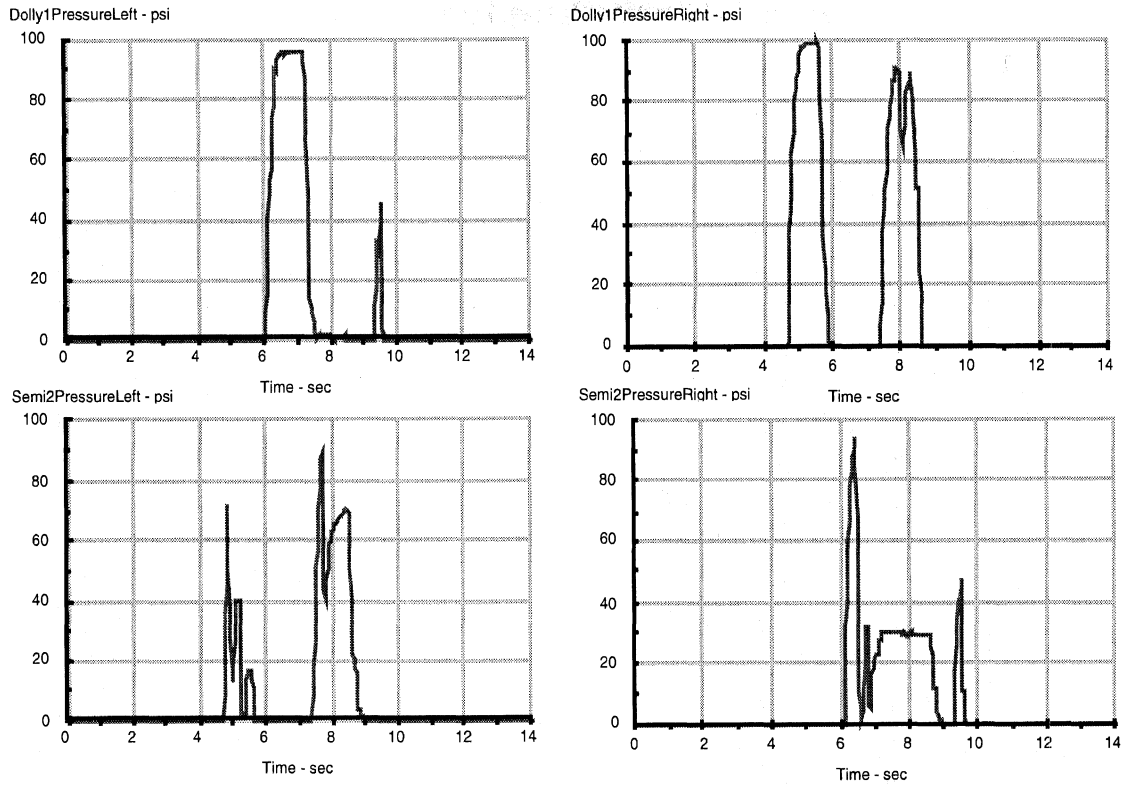 Dolly1PressureLeft - psi
100
80
60
40
20
0
0 2 4 6 8 10 12 14
Time - sec
Dolly1PressureRight - psi
100
80
60
40
20
0
0 2 4 6 8 10 12 14
Time - sec
Semi2PressureLeft - psi
100
80
60
40
20
0
0 2 4 6 8 10 12 14
Time - sec
Semi2PressureRight - psi
100
80
60
40
20
0
0 2 4 6 8 10 12 14
Time - sec